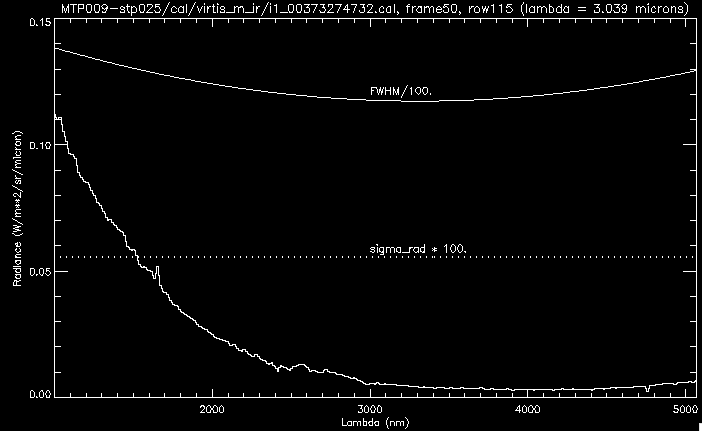 MTP009-stp025/cal/virtis_m_ir/i1_00373274732.cal, frame50, row115 (lambda = 3.039 microns)
0.15
FWHM/100.
0.10
Radiance (W/m**2/sr/micron)
sigma_rad * 100.
0.05
0.00
2000 3000 4000 5000
Lambda (nm)